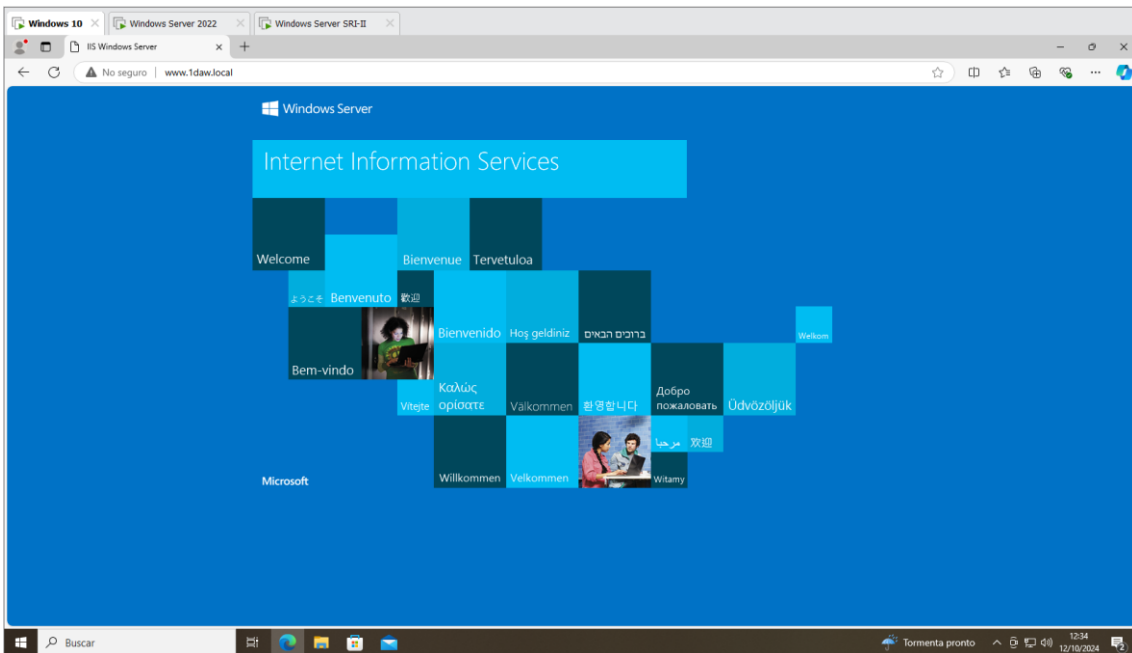 Windows 10
Windows Server 2022
Windows Server SRI-II
IIS Windows Server
No seguro
www.1daw.local
Windows Server
Internet Information Services
Welcome
Bienvenue
Tervetuloa
ようこそ
Benvenuto
歡迎
Bienvenido
Hoş geldiniz
ברוכים הבאים
Welkom
Bem-vindo
Vítejte
Καλώς
ορίσατε
Välkommen
환영합니다
Добро
пожаловать
Üdvözöljük
مرحبا
欢迎
Microsoft
Willkommen
Velkommen
Witamy
Buscar
Tormenta pronto
12:34
12/10/2024
2